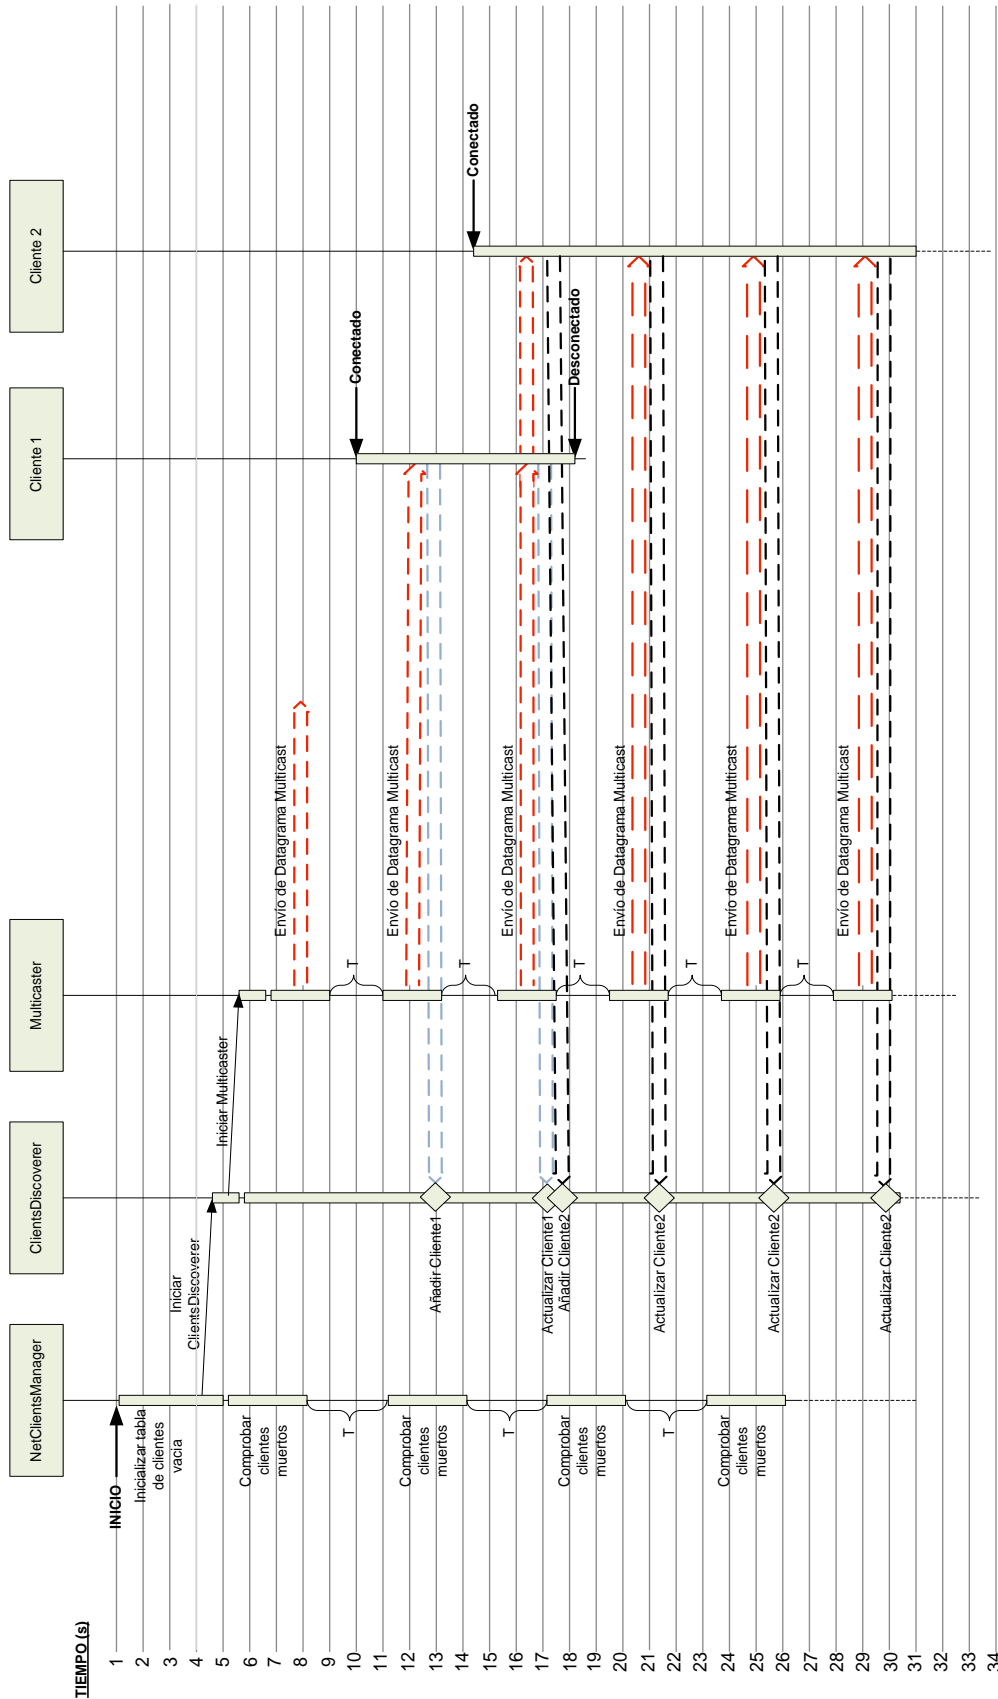 NetClientsManager
ClientsDiscoverer
Multicaster
Cliente 1
Cliente 2
TIEMPO (s)
1
2
3
4
5
6
7
8
9
10
11
12
13
14
15
16
17
18
19
20
21
22
23
24
25
26
27
28
29
30
31
32
33
34
INICIO
Inicializar tabla
de clientes
vacia
Comprobar
clientes
muertos
T
Comprobar
clientes
muertos
T
Comprobar
clientes
muertos
T
Comprobar
clientes
muertos
Iniciar
ClientsDiscoverer
Añadir Cliente1
Actualizar Cliente1
Añadir Cliente2
Actualizar Cliente2
Actualizar Cliente2
Actualizar Cliente2
Iniciar Multicaster
Envío de Datagrama Multicast
T
Envío de Datagrama Multicast
T
Envío de Datagrama Multicast
T
Envío de Datagrama Multicast
T
Envío de Datagrama Multicast
T
Envío de Datagrama Multicast
Conectado
Desconectado
Conectado